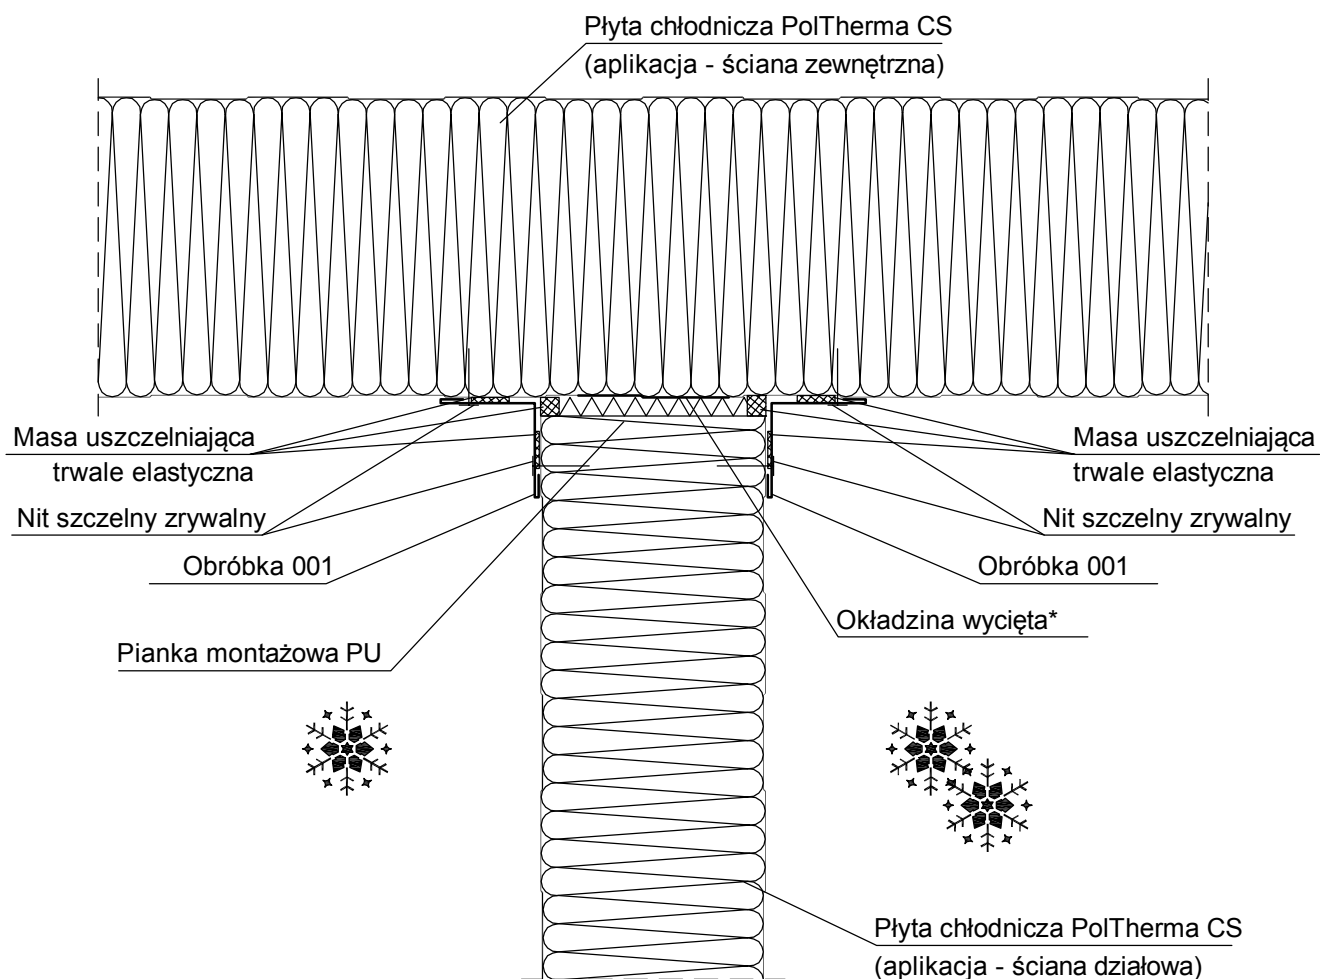 Płyta chłodnicza PolTherma CS
(aplikacja - ściana zewnętrzna)
Masa uszczelniająca
trwale elastyczna
Nit szczelny zrywalny
Obróbka 001
Pianka montażowa PU
Masa uszczelniająca
trwale elastyczna
Nit szczelny zrywalny
Obróbka 001
Okładzina wycięta*
Płyta chłodnicza PolTherma CS
(aplikacja - ściana działowa)